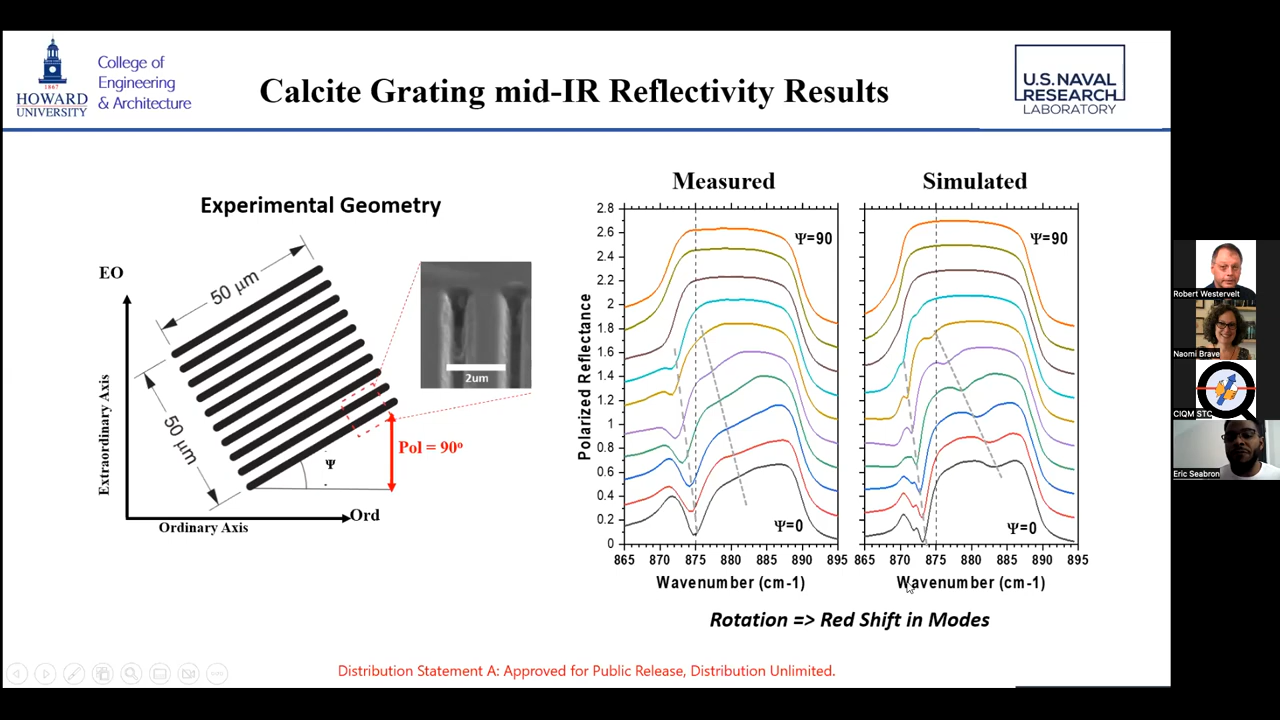 HOWARD
UNIVERSITY
1867
College of
Engineering
& Architecture
Calcite Grating mid-IR Reflectivity Results
U.S. NAVAL
RESEARCH
LABORATORY
Experimental Geometry
EO
Extraordinary Axis
50 μm
50 μm
2um
Pol = 90º
Ψ
Ord
Ordinary Axis
Measured
Simulated
Polarized Reflectance
2.8
2.6
2.4
2.2
2
1.8
1.6
1.4
1.2
1
0.8
0.6
0.4
0.2
0
Ψ=90
Ψ=0
865 870 875 880 885 890 895
Wavenumber (cm-1)
Ψ=90
Ψ=0
865 870 875 880 885 890 895
Wavenumber (cm-1)
Rotation => Red Shift in Modes
Distribution Statement A: Approved for Public Release, Distribution Unlimited.
Robert Westervelt
Naomi Brave
CIQM STC
Eric Seabron